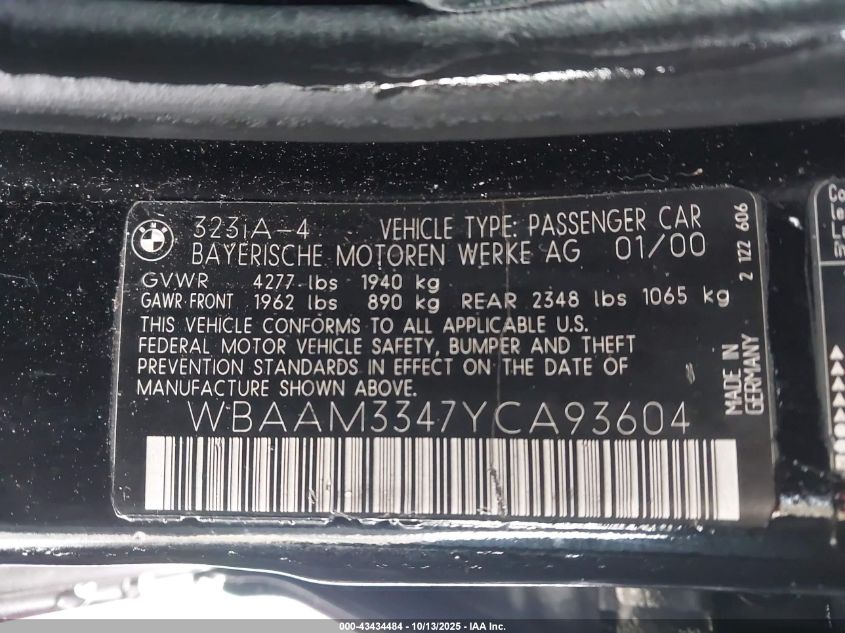 323iA-4 VEHICLE TYPE: PASSENGER CAR
BAYERISCHE MOTOREN WERKE AG 01/00
GVWR 4277 lbs 1940 kg
GAWR FRONT 1962 lbs 890 kg REAR 2348 lbs 1065 kg
THIS VEHICLE CONFORMS TO ALL APPLICABLE U.S.
FEDERAL MOTOR VEHICLE SAFETY, BUMPER AND THEFT
PREVENTION STANDARDS IN EFFECT ON THE DATE OF
MANUFACTURE SHOWN ABOVE.
WBAAM3347YCA93604
2 122 606
MADE IN
GERMANY
000-43434484 - 10/13/2025 - IAA Inc.